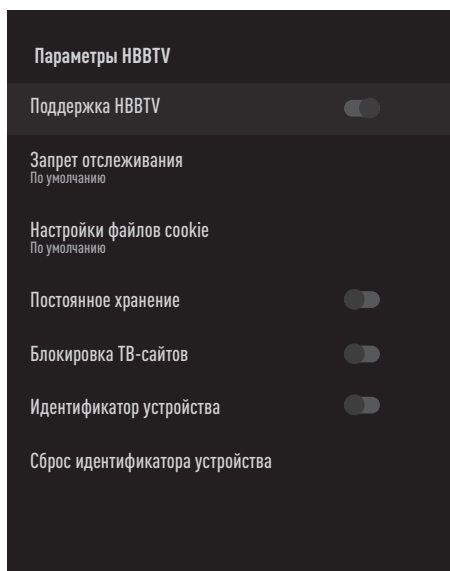 Параметры HBBTV
Поддержка HBBTV
Запрет отслеживания
По умолчанию
Настройки файлов cookie
По умолчанию
Постоянное хранение
Блокировка ТВ-сайтов
Идентификатор устройства
Сброс идентификатора устройства